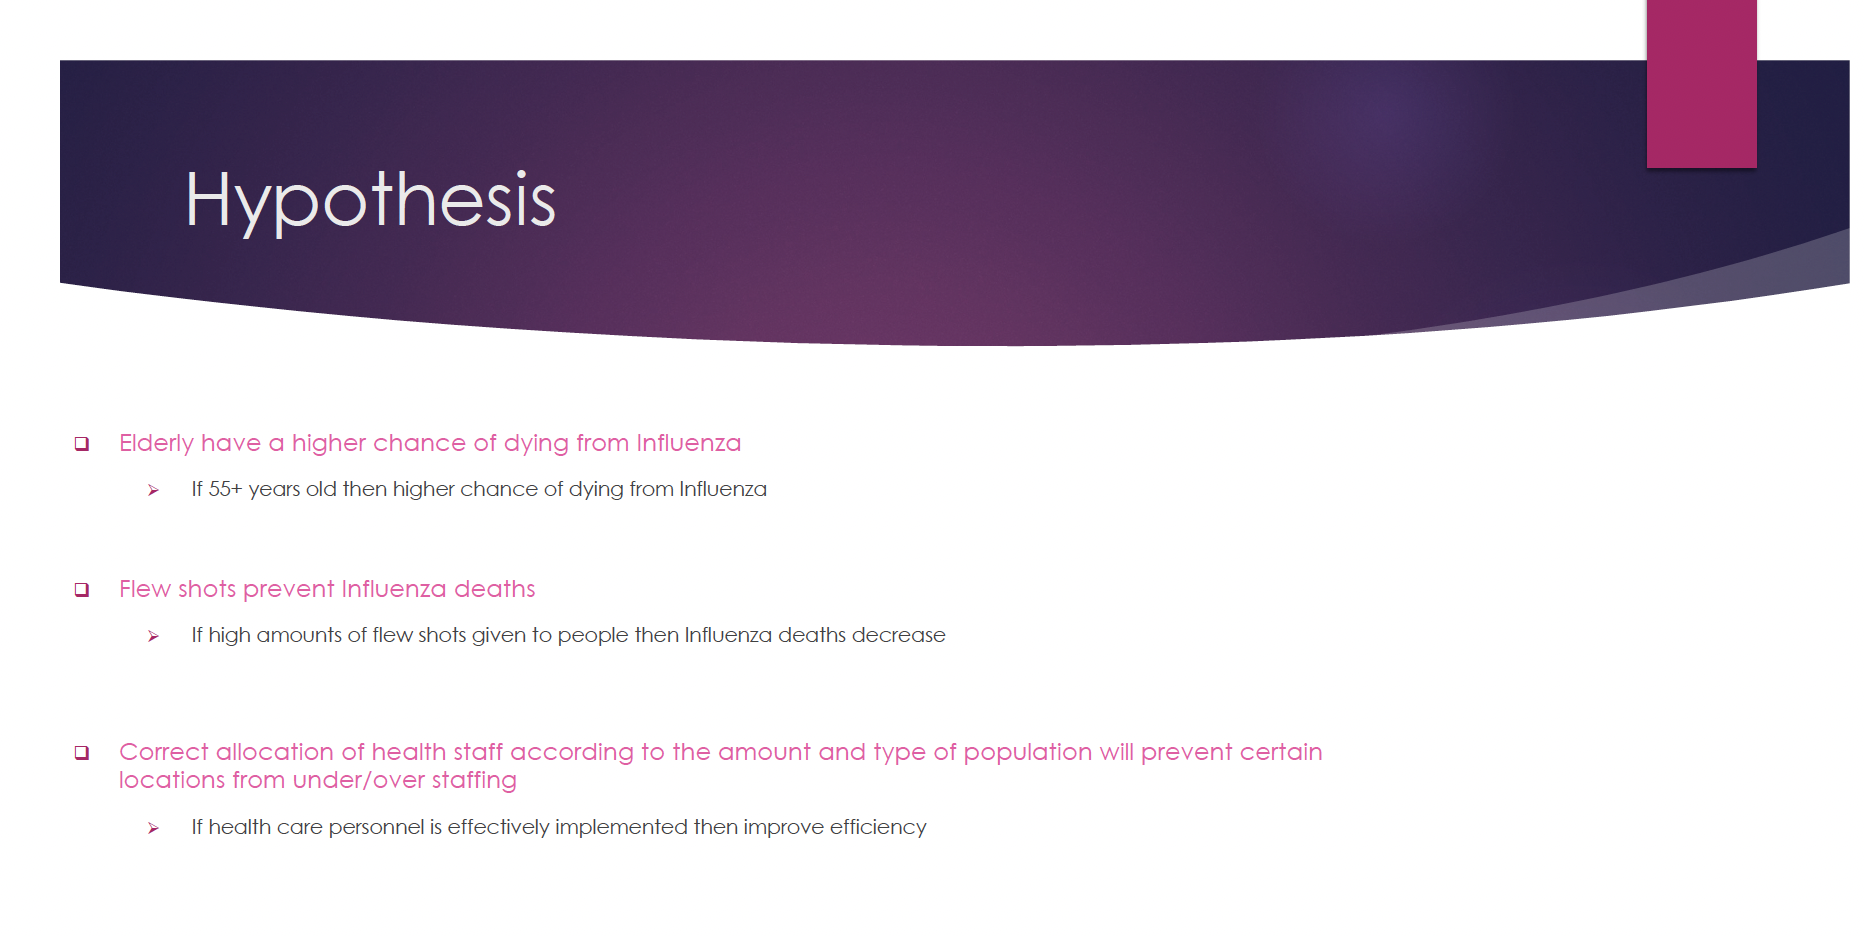 Hypothesis
Elderly have a higher chance of dying from Influenza
If 55+ years old then higher chance of dying from Influenza
Flew shots prevent Influenza deaths
If high amounts of flew shots given to people then Influenza deaths decrease
Correct allocation of health staff according to the amount and type of population will prevent certain
locations from under/over staffing
If health care personnel is effectively implemented then improve efficiency